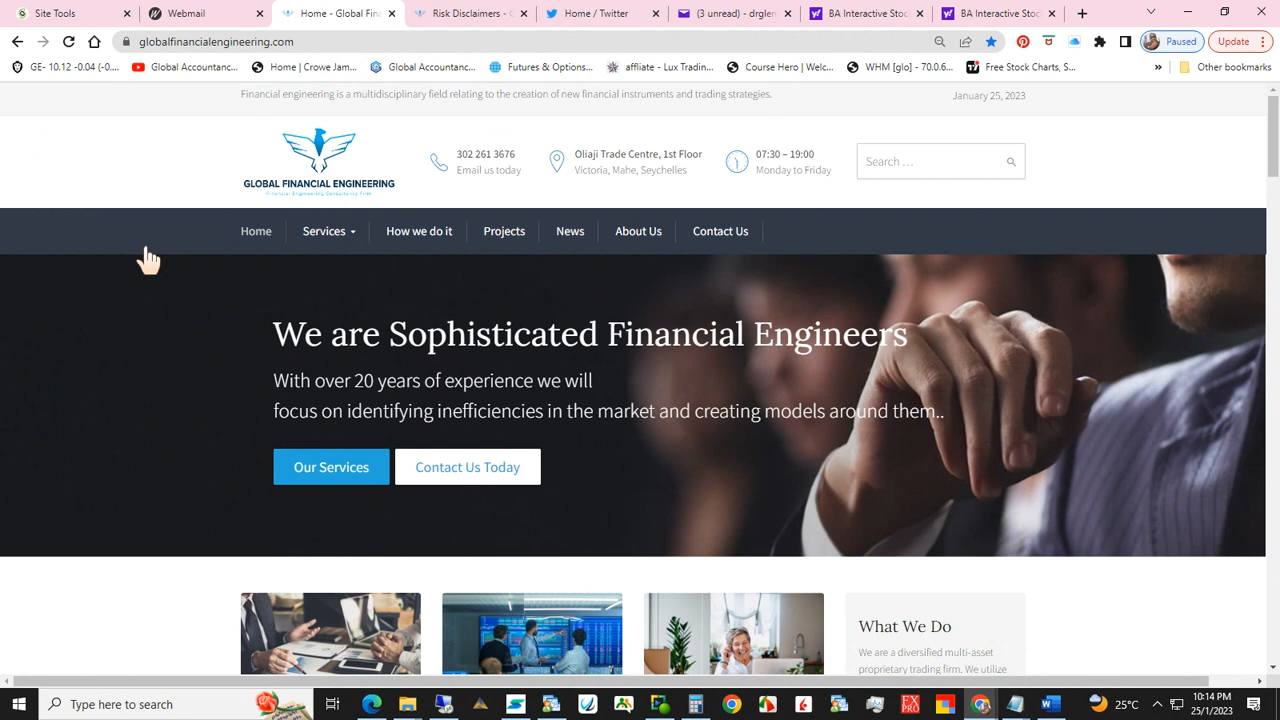 Site Tools
Webmail
Home - Global Fina
Risk Disclaimers - G
Home / Twitter
(3 unread) - drglen
BA Interactive Stoc
BA Interactive Stoc
globalfinancialengineering.com
Paused
Update
GE- 10.12 -0.04 (-0....
Global Accountanc...
Home | Crowe Jam...
Global Accountanc...
Futures & Options...
affliate - Lux Tradin...
Course Hero | Welc...
WHM [glo] - 70.0.6...
Free Stock Charts, S...
»
Other bookmarks
Financial engineering is a multidisciplinary field relating to the creation of new financial instruments and trading strategies.
January 25, 2023
GLOBAL FINANCIAL ENGINEERING
Financial Engineering Consultancy Firm
302 261 3676
Email us today
Oliaji Trade Centre, 1st Floor
Victoria, Mahe, Seychelles
07:30 – 19:00
Monday to Friday
Search …
Home
Services
How we do it
Projects
News
About Us
Contact Us
We are Sophisticated Financial Engineers
With over 20 years of experience we will
focus on identifying inefficiencies in the market and creating models around them..
Our Services
Contact Us Today
What We Do
We are a diversified multi-asset
proprietary trading firm. We utilize
Type here to search
25°C
10:14 PM
25/1/2023